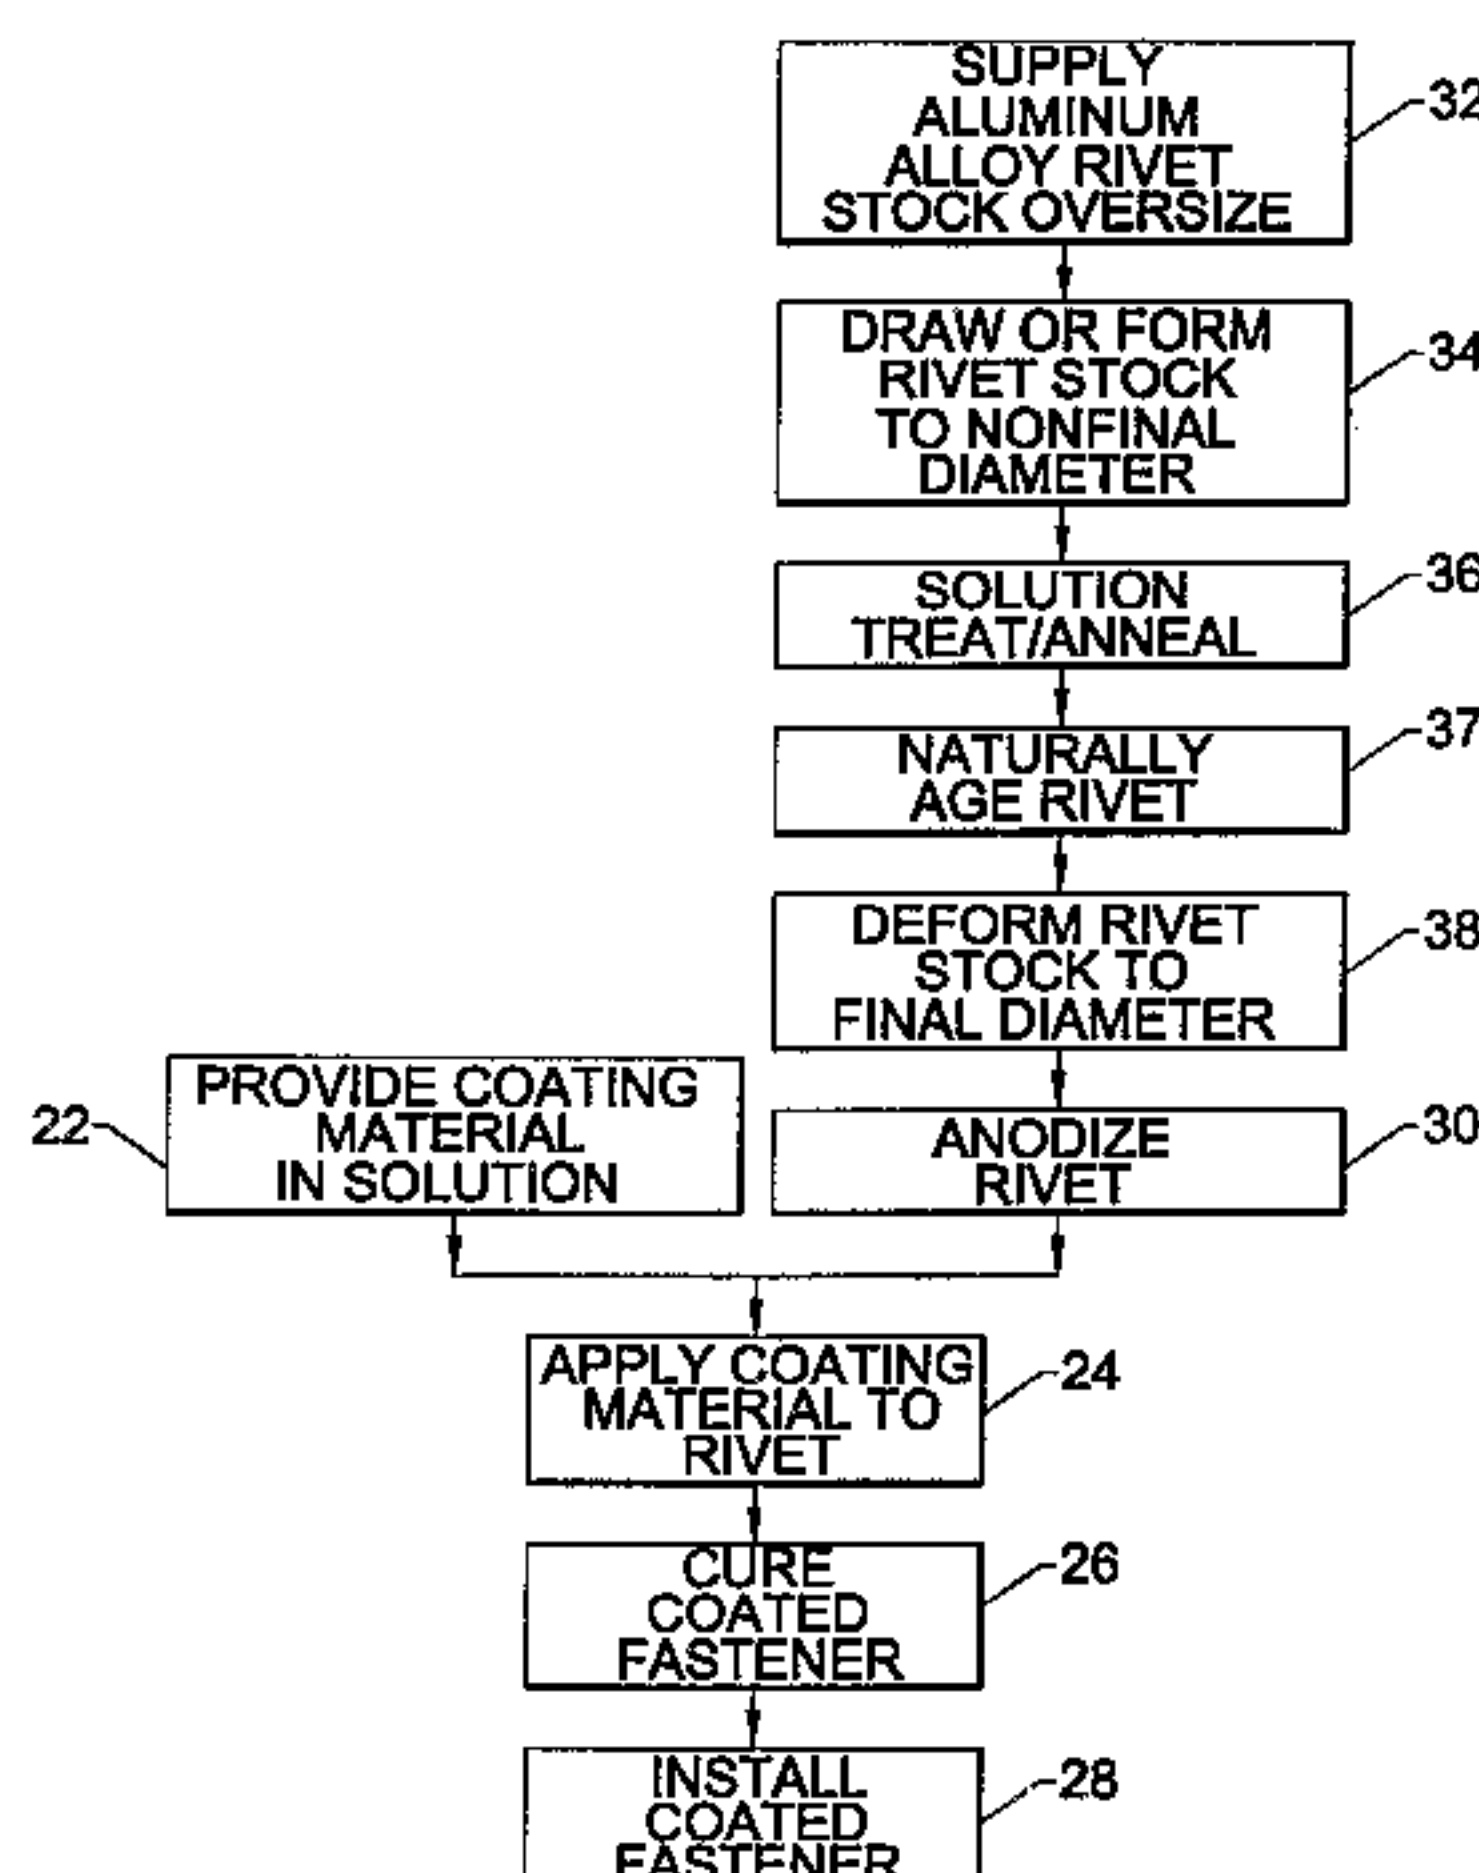 SUPPLY
ALUMINUM
ALLOY RIVET
STOCK OVERSIZE
32
DRAW OR FORM
RIVET STOCK
TO NONFINAL
DIAMETER
34
SOLUTION
TREAT/ANNEAL
36
NATURALLY
AGE RIVET
37
DEFORM RIVET
STOCK TO
FINAL DIAMETER
38
PROVIDE COATING
MATERIAL
IN SOLUTION
22
ANODIZE
RIVET
30
APPLY COATING
MATERIAL TO
RIVET
24
CURE
COATED
FASTENER
26
INSTALL
COATED
FASTENER
28